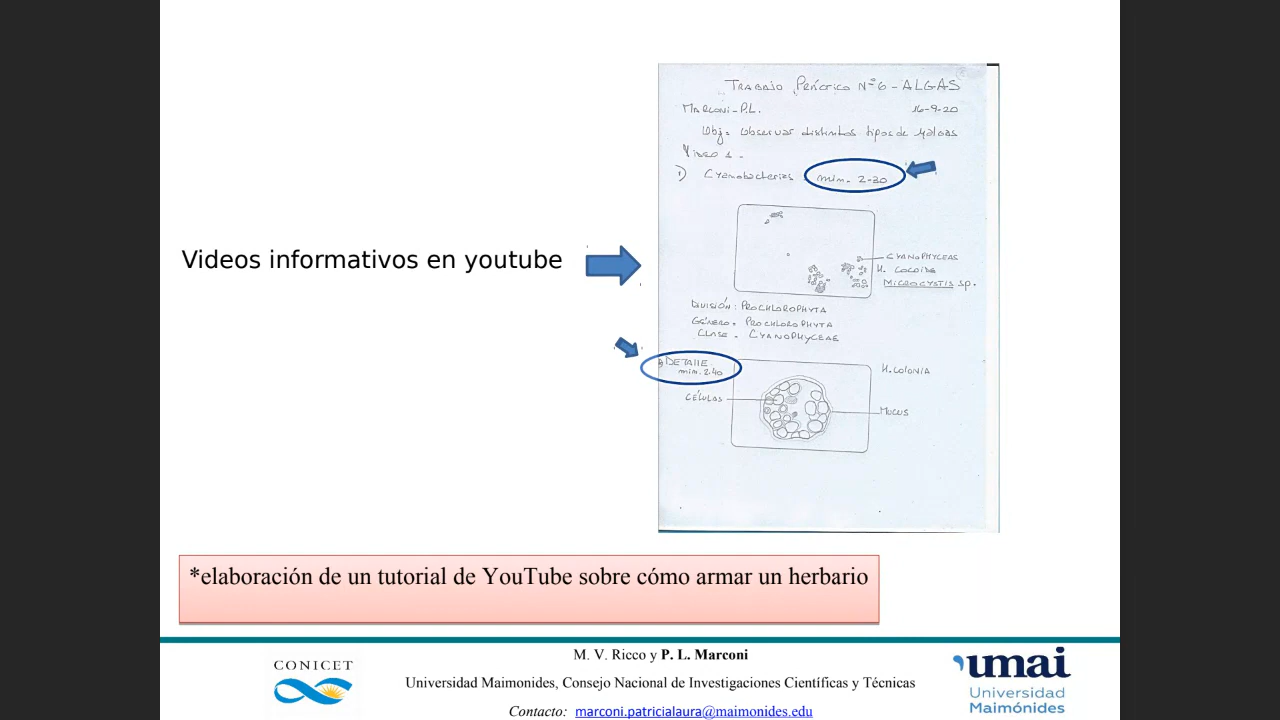 Trabajo Práctico Nº6 - ALGAS
Marconi - P.L. 16-9-20
Obj: Observar distintos tipos de
Video 1.
1) Cyanobacterias min. 2-30
Videos informativos en youtube
CYANOPHYCEAS
H. COCOIDE
MICROCYSTIS sp.
DIVISIÓN: PROCHLOROPHYTA
GÉNERO: PROCHLOROPHYTA
CLASE: CYANOPHYCEAE
DETALLE
min. 2.40
H. COLONIA
CÉLULAS
MUCUS
*elaboración de un tutorial de YouTube sobre cómo armar un herbario
CONICET
M. V. Ricco y P. L. Marconi
Universidad Maimonides, Consejo Nacional de Investigaciones Científicas y Técnicas
Contacto: marconi.patricialaura@maimonides.edu
umai
Universidad
Maimónides